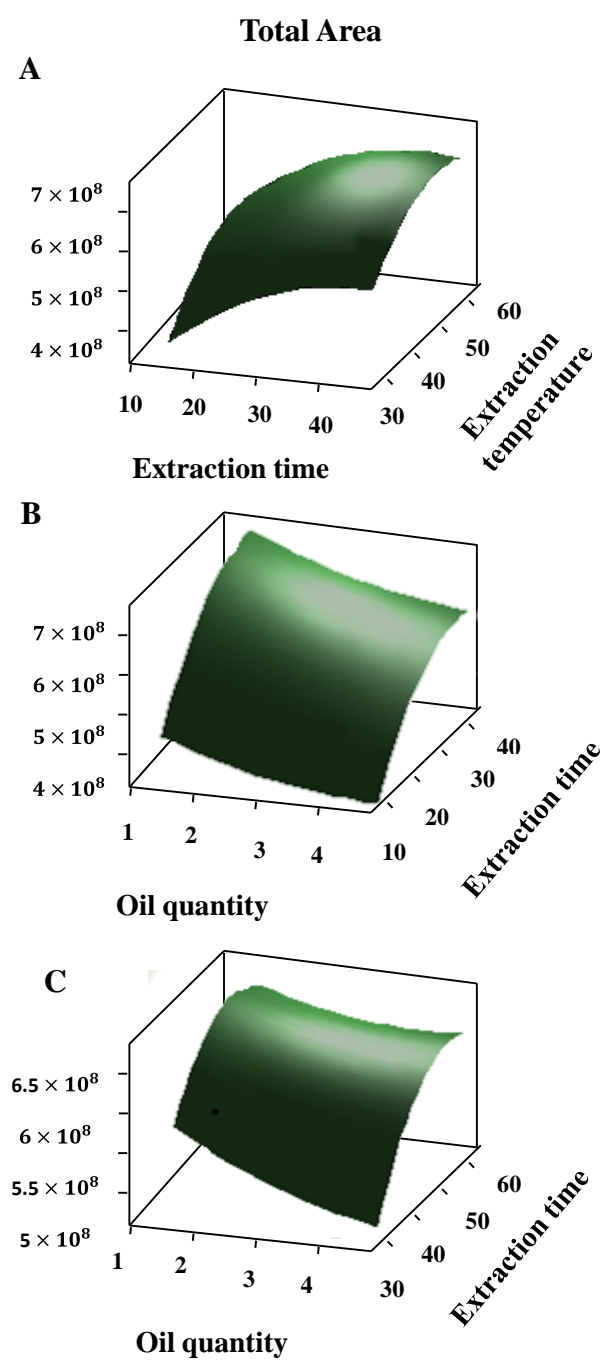 Total Area
A
7 × 10⁸
6 × 10⁸
5 × 10⁸
4 × 10⁸
10 20 30 40
30 40 50 60
Extraction time
Extraction
temperature
B
7 × 10⁸
6 × 10⁸
5 × 10⁸
4 × 10⁸
1 2 3 4
10 20 30 40
Oil quantity
Extraction time
C
6.5 × 10⁸
6 × 10⁸
5.5 × 10⁸
5 × 10⁸
1 2 3 4
30 40 50 60
Oil quantity
Extraction time